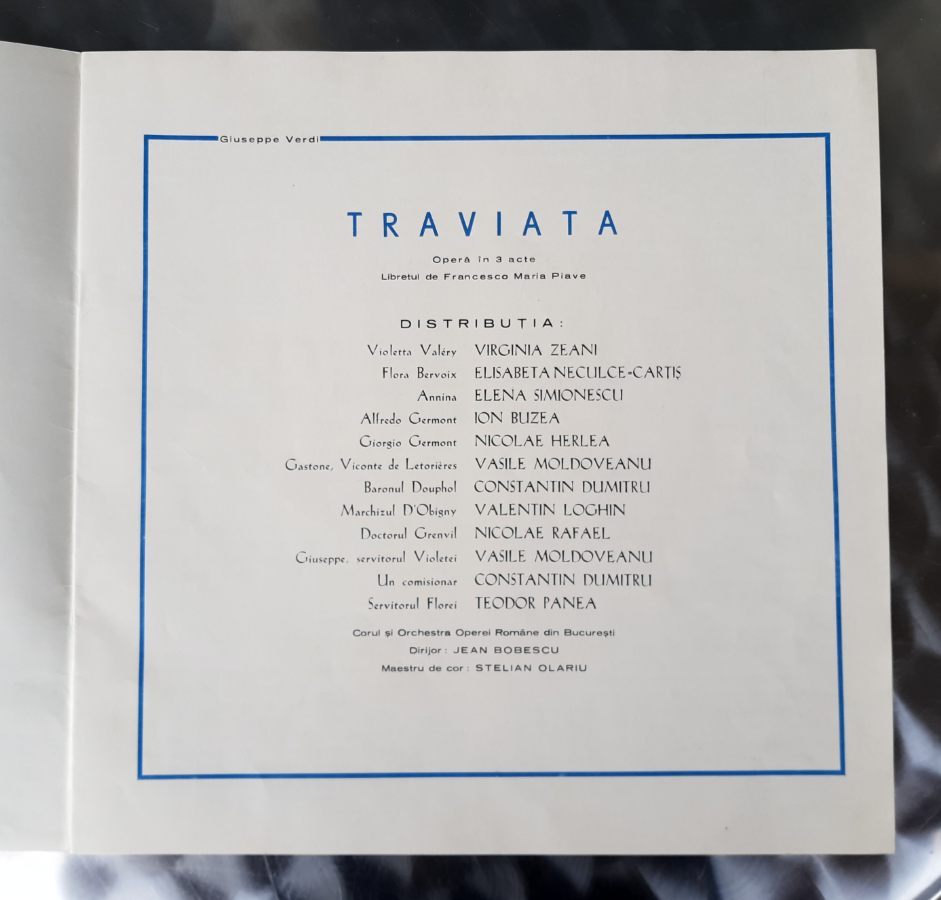 Giuseppe Verdi
TRAVIATA
Operă în 3 acte
Libretul de Francesco Maria Piave
DISTRIBUȚIA:
Violetta Valéry VIRGINIA ZEANI
Flora Bervoix ELISABETA NECULCE-CARTIȘ
Annina ELENA SIMIONESCU
Alfredo Germont ION BUZEA
Giorgio Germont NICOLAE HERLEA
Gastone, Viconte de Letorières VASILE MOLDOVEANU
Baronul Douphol CONSTANTIN DUMITRU
Marchizul D'Obigny VALENTIN LOGHIN
Doctorul Grenvil NICOLAE RAFAEL
Giuseppe, servitorul Violetei VASILE MOLDOVEANU
Un comisionar CONSTANTIN DUMITRU
Servitorul Florei TEODOR PANEA
Corul și Orchestra Operei Române din București
Dirijor: JEAN BOBESCU
Maestru de cor: STELIAN OLARIU